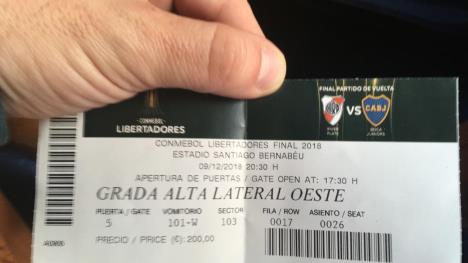 FINAL PARTIDO DE VUELTA
VS
CABJ
RIVER PLATE
BOCA JUNIORS
CONMEBOL
LIBERTADORES
CONMEBOL LIBERTADORES FINAL 2018
ESTADIO SANTIAGO BERNABÉU
09/12/2018 20:30 H
APERTURA DE PUERTAS / GATE OPEN AT: 17:30 H
GRADA ALTA LATERAL OESTE
PUERTA/GATE VOMITÓRIO SECTOR FILA / ROW ASIENTO / SEAT
5 101-W 103 0017 0026
PRECIO / PRICE (€): 200,00